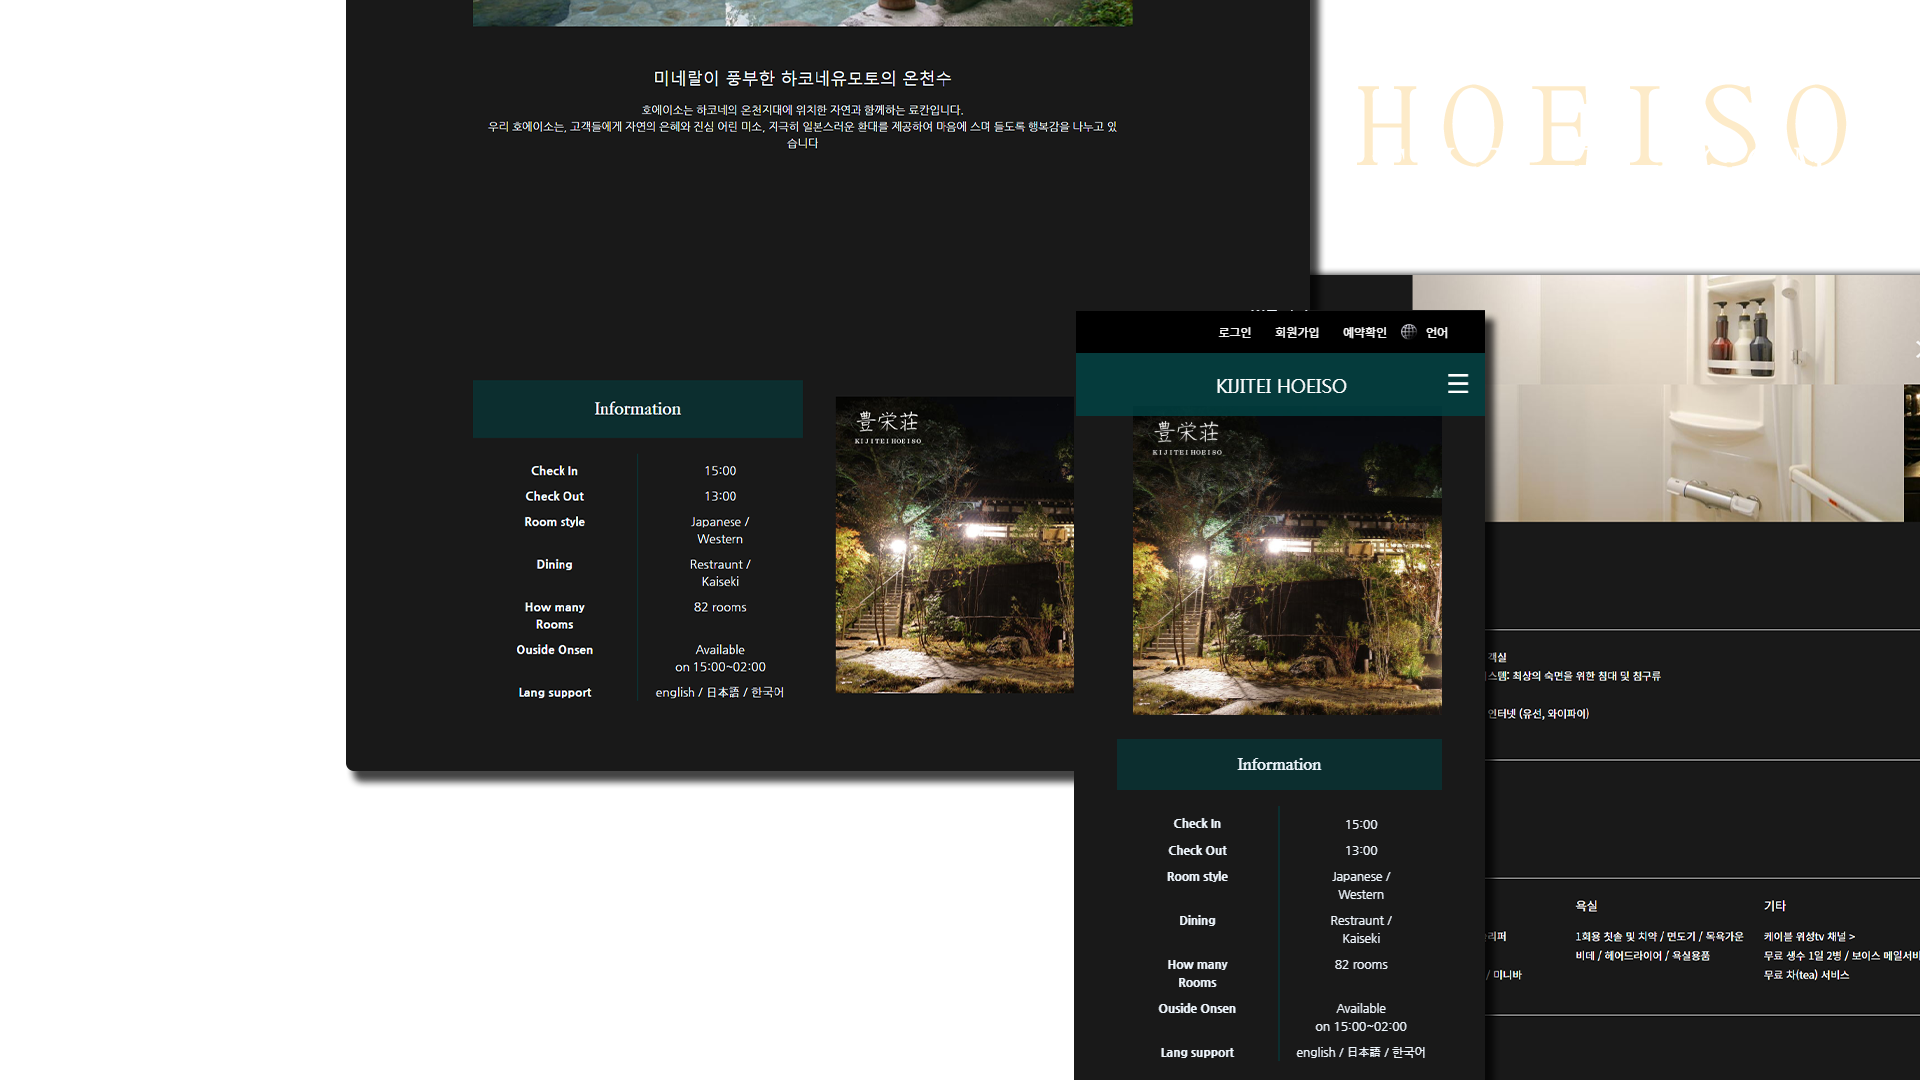 미네랄이 풍부한 하코네유모토의 온천수
호에이소는 하코네의 온천지대에 위치한 자연과 함께하는 료칸입니다.
우리 호에이소는, 고객들에게 자연의 은혜와 진심 어린 미소, 지극히 일본스러운 환대를 제공하여 마음에 스며 들도록 행복감을 나누고 있
습니다
Information
Check In 15:00
Check Out 13:00
Room style Japanese /
Western
Dining Restraunt /
Kaiseki
How many 82 rooms
Rooms
Ouside Onsen Available
on 15:00~02:00
Lang support english / 日本語 / 한국어
豊栄荘
KIJITEI HOEISO
HOEISO
로그인 회원가입 예약확인 언어
KIJITEI HOEISO
豊栄荘
KIJITEI HOEISO
Information
Check In 15:00
Check Out 13:00
Room style Japanese /
Western
Dining Restraunt /
Kaiseki
How many 82 rooms
Rooms
Ouside Onsen Available
on 15:00~02:00
Lang support english / 日本語 / 한국어
객실
스템: 최상의 숙면을 위한 침대 및 침구류
인터넷 (유선, 와이파이)
리퍼
/ 미니바
욕실
1회용 칫솔 및 치약 / 면도기 / 목욕가운
비데 / 헤어드라이어 / 욕실용품
기타
케이블 위성tv 채널 >
무료 생수 1일 2병 / 보이스 메일서비
무료 차(tea) 서비스